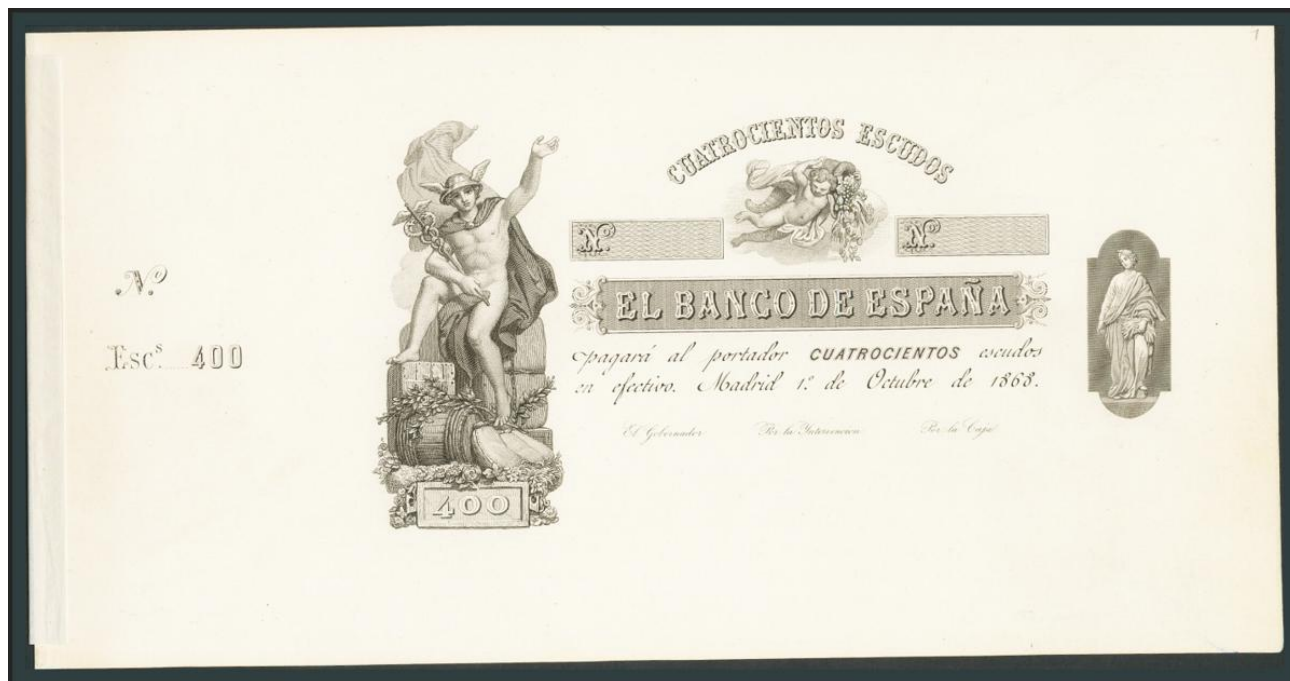 1
CUATROCIENTOS ESCUDOS
Nº
Nº
Nº
EL BANCO DE ESPAÑA
Escˢ. 400
pagará al portador CUATROCIENTOS escudos
en efectivo. Madrid 1º de Octubre de 1868.
El Gobernador Por la Intervencion Por la Caja
400